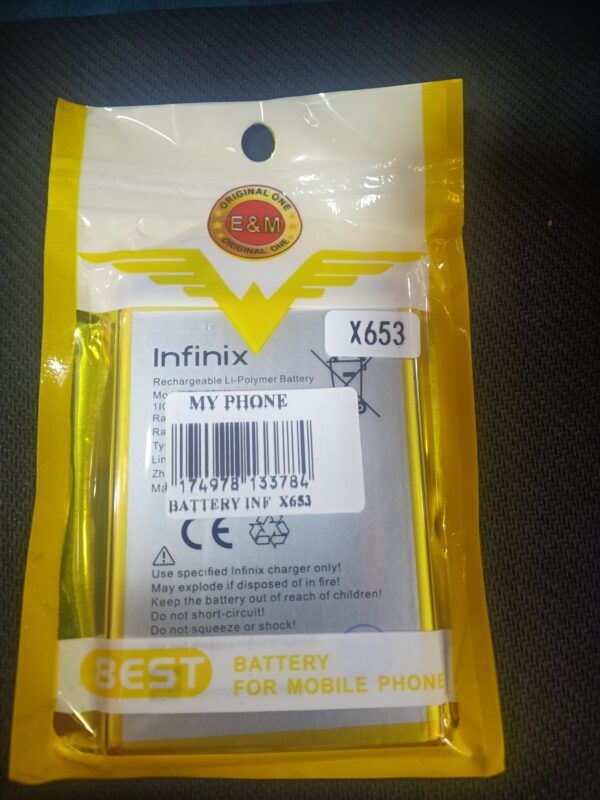 ORIGINAL ONE
E&M
ORIGINAL ONE
X653
Infinix
Rechargeable Li-Polymer Battery
MY PHONE
174978 133784
BATTERY INF X653
CE
Use specified Infinix charger only!
May explode if disposed of in fire!
Keep the battery out of reach of children!
Do not short-circuit!
Do not squeeze or shock!
BEST
BATTERY
FOR MOBILE PHONE